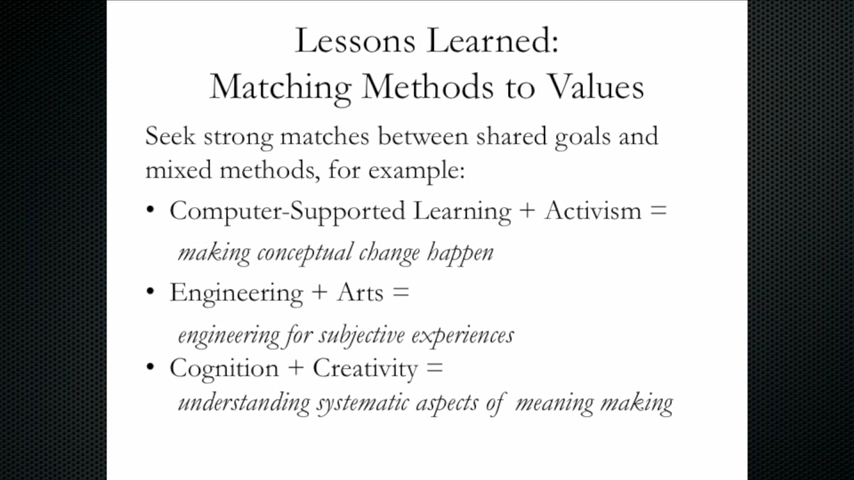 Lessons Learned:
Matching Methods to Values
Seek strong matches between shared goals and
mixed methods, for example:
• Computer-Supported Learning + Activism =
making conceptual change happen
• Engineering + Arts =
engineering for subjective experiences
• Cognition + Creativity =
understanding systematic aspects of meaning making